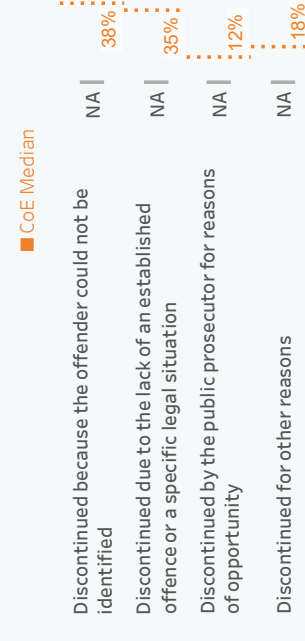 CoE Median
Discontinued because the offender could not be
identified
NA
38%
Discontinued due to the lack of an established
offence or a specific legal situation
NA
35%
Discontinued by the public prosecutor for reasons
of opportunity
NA
12%
Discontinued for other reasons
NA
18%